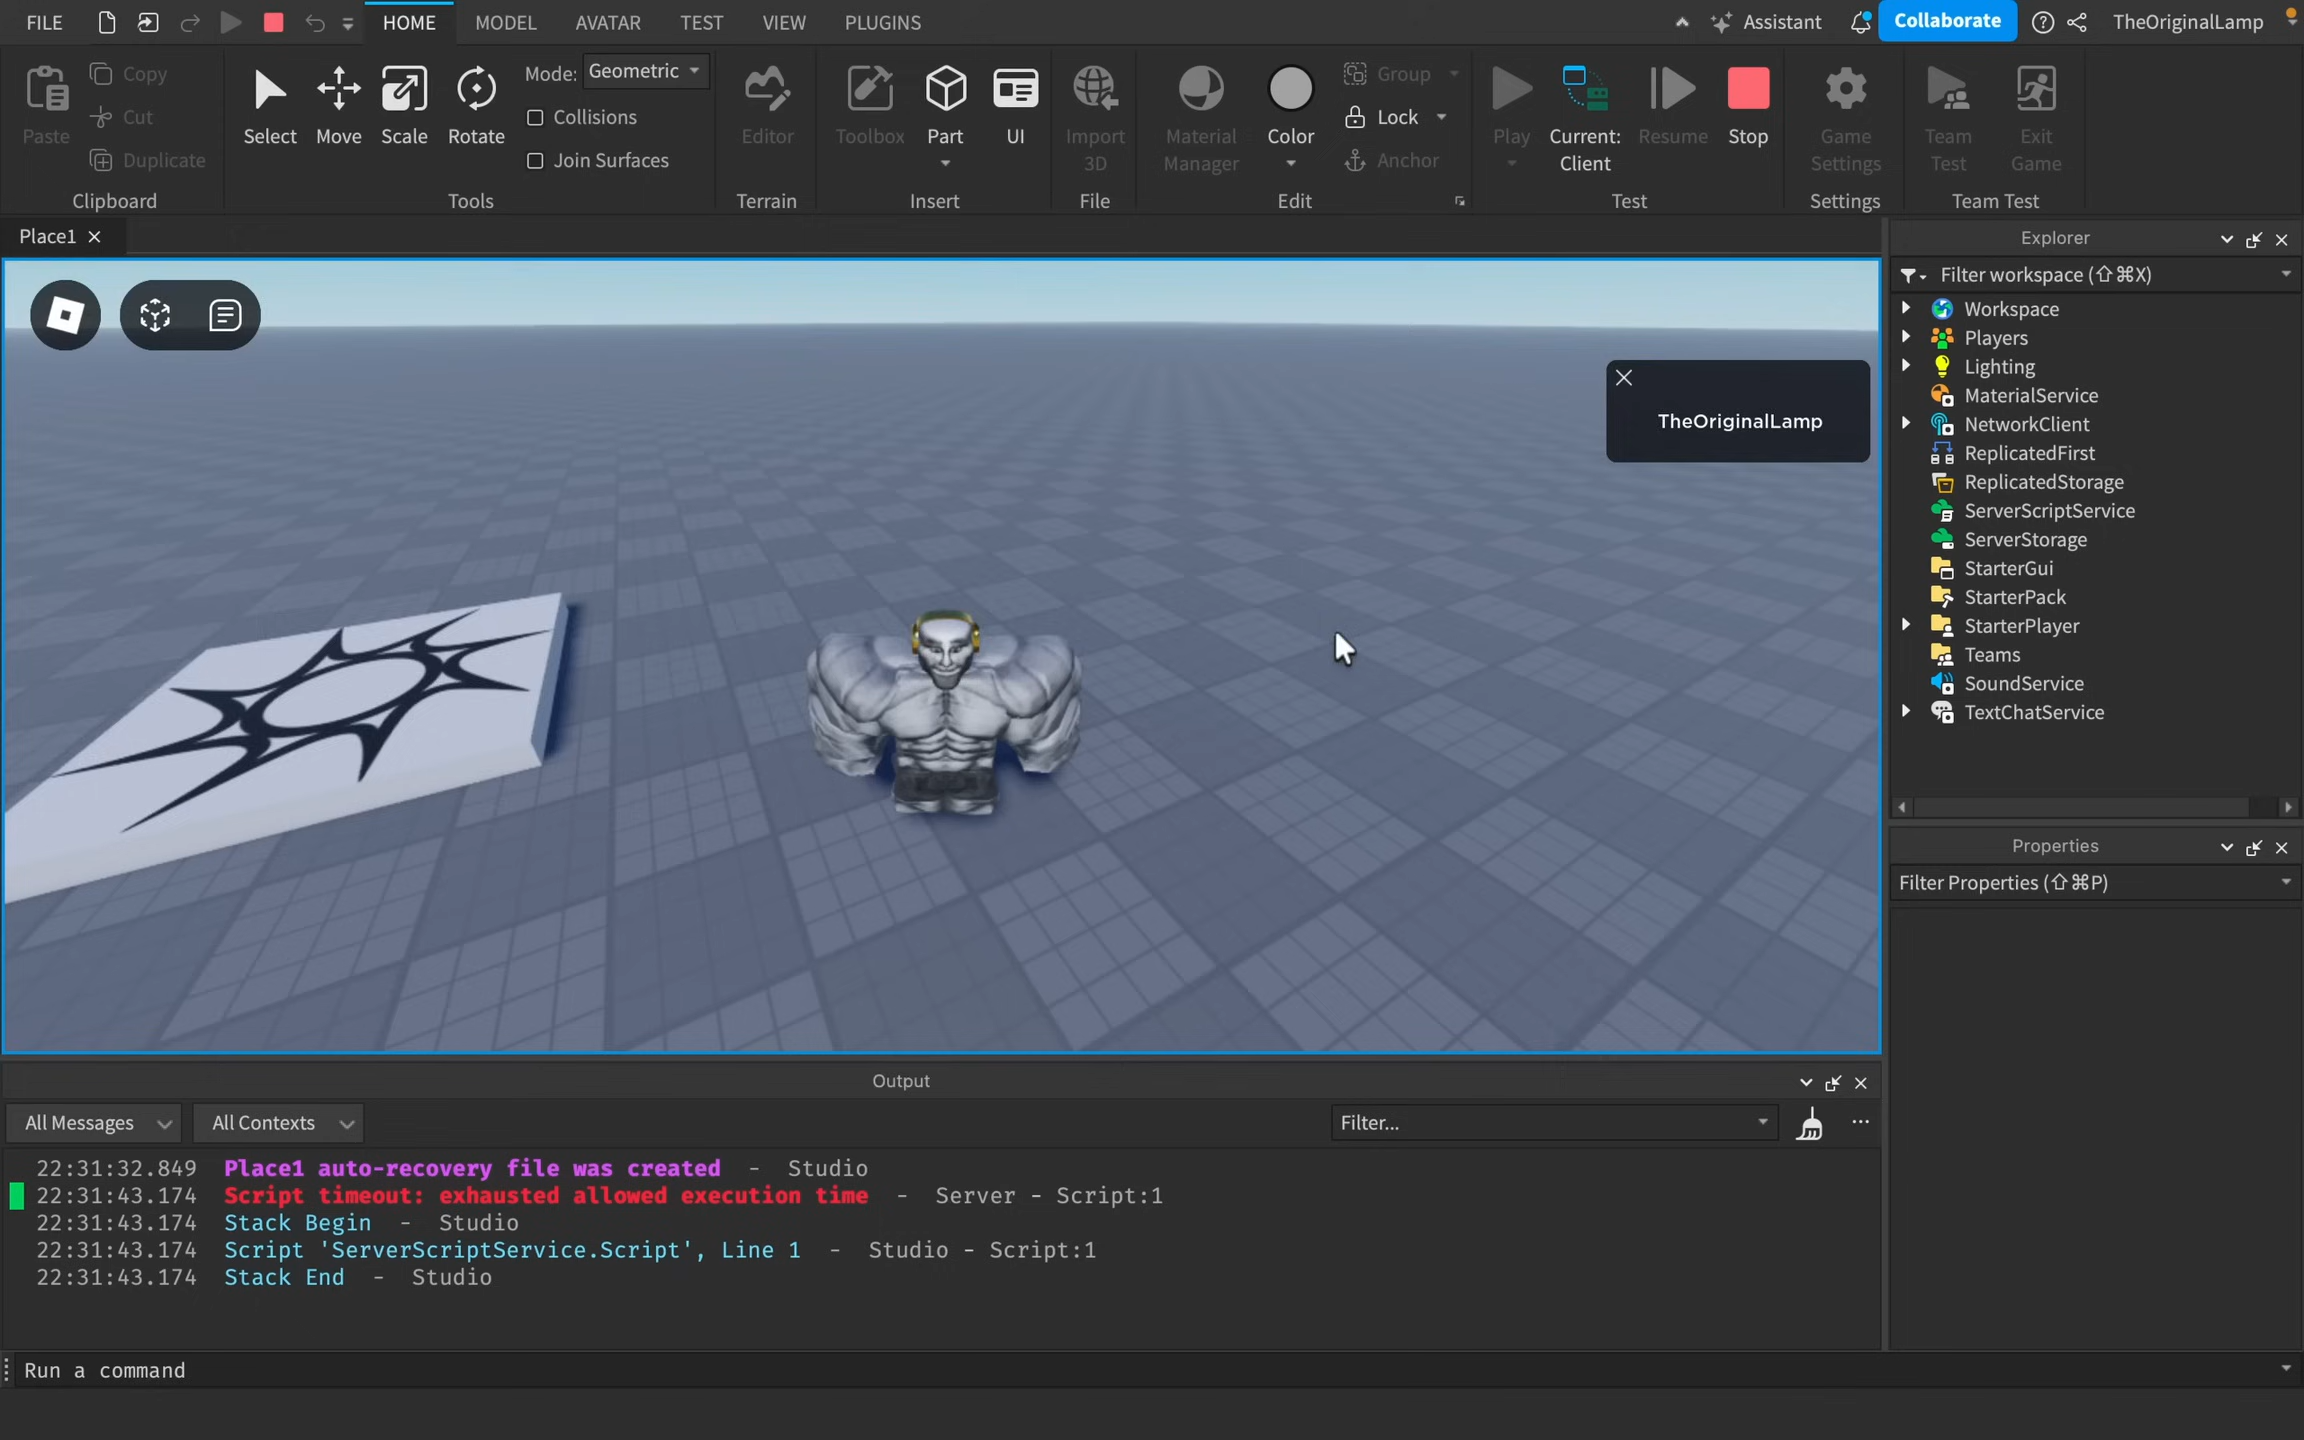 FILE HOME MODEL AVATAR TEST VIEW PLUGINS Assistant Collaborate TheOriginalLamp
Paste Copy Cut Duplicate Clipboard
Select Move Scale Rotate Mode: Geometric Collisions Join Surfaces Tools
Editor Terrain
Toolbox Part UI Insert
Import 3D File
Material Manager Color Group Lock Anchor Edit
Play Current: Client Resume Stop Test
Game Settings Settings
Team Test Exit Game Team Test
Place1
TheOriginalLamp
Explorer
Filter workspace (⇧⌘X)
Workspace
Players
Lighting
MaterialService
NetworkClient
ReplicatedFirst
ReplicatedStorage
ServerScriptService
ServerStorage
StarterGui
StarterPack
StarterPlayer
Teams
SoundService
TextChatService
Properties
Filter Properties (⇧⌘P)
Output
All Messages All Contexts Filter...
22:31:32.849 Place1 auto-recovery file was created - Studio
22:31:43.174 Script timeout: exhausted allowed execution time - Server - Script:1
22:31:43.174 Stack Begin - Studio
22:31:43.174 Script 'ServerScriptService.Script', Line 1 - Studio - Script:1
22:31:43.174 Stack End - Studio
Run a command